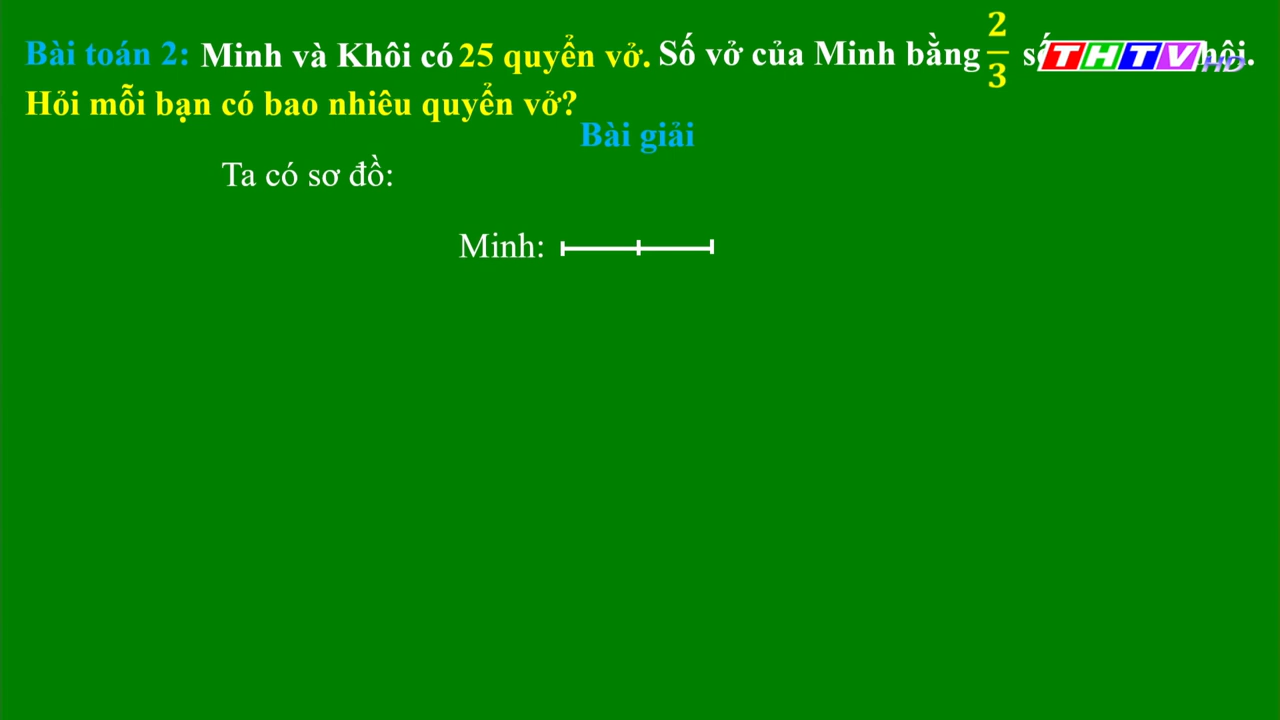 Bài toán 2: Minh và Khôi có 25 quyển vở. Số vở của Minh bằng 2/3 THTV HD
Hỏi mỗi bạn có bao nhiêu quyển vở?
Bài giải
Ta có sơ đồ:
Minh: